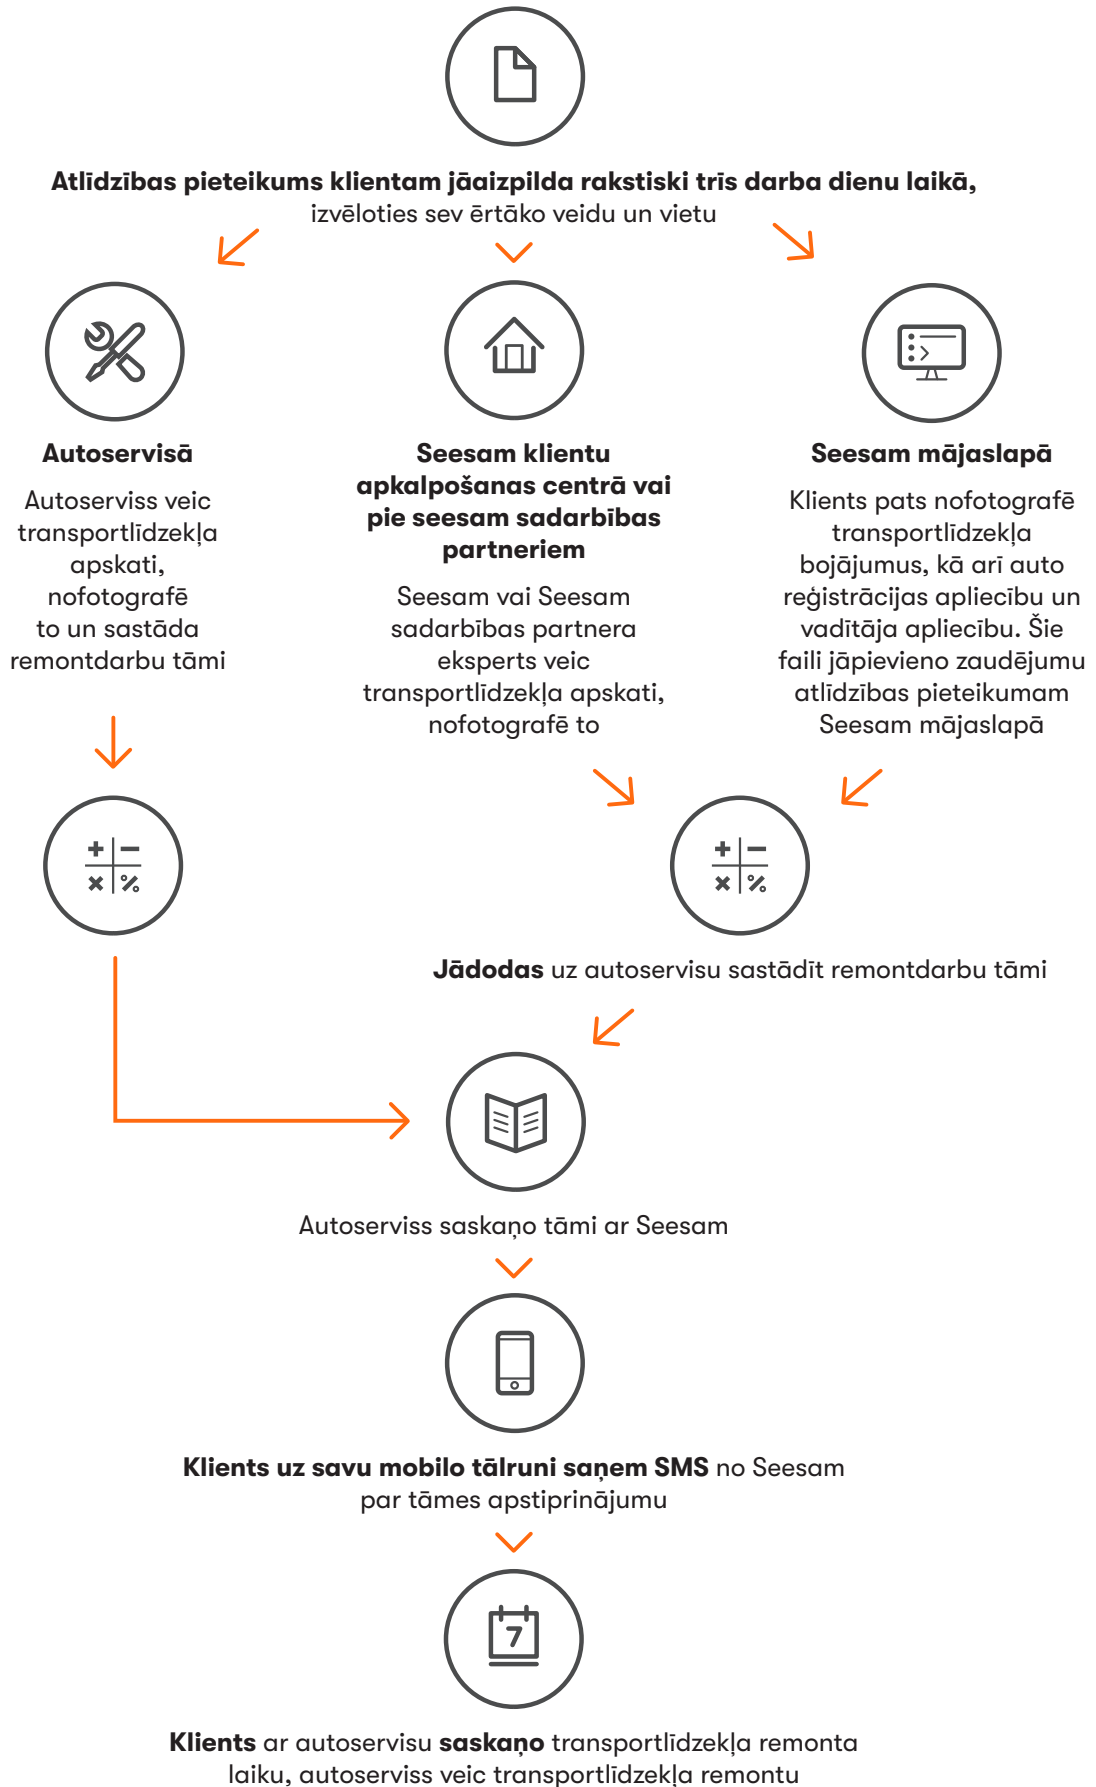 Atlīdzības pieteikums klientam jāaizpilda rakstiski trīs darba dienu laikā,
izvēloties sev ērtāko veidu un vietu
Autoservisā
Autoserviss veic
transportlīdzekļa
apskati,
nofotografē
to un sastāda
remontdarbu tāmi
Seesam klientu
apkalpošanas centrā vai
pie seesam sadarbības
partneriem
Seesam vai Seesam
sadarbības partnera
eksperts veic
transportlīdzekļa apskati,
nofotografē to
Seesam mājaslapā
Klients pats nofotografē
transportlīdzekļa
bojājumus, kā arī auto
reģistrācijas apliecību un
vadītāja apliecību. Šie
faili jāpievieno zaudējumu
atlīdzības pieteikumam
Seesam mājaslapā
Jādodas uz autoservisu sastādīt remontdarbu tāmi
Autoserviss saskaņo tāmi ar Seesam
Klients uz savu mobilo tālruni saņem SMS no Seesam
par tāmes apstiprinājumu
7
Klients ar autoservisu saskaņo transportlīdzekļa remonta
laiku, autoserviss veic transportlīdzekļa remontu